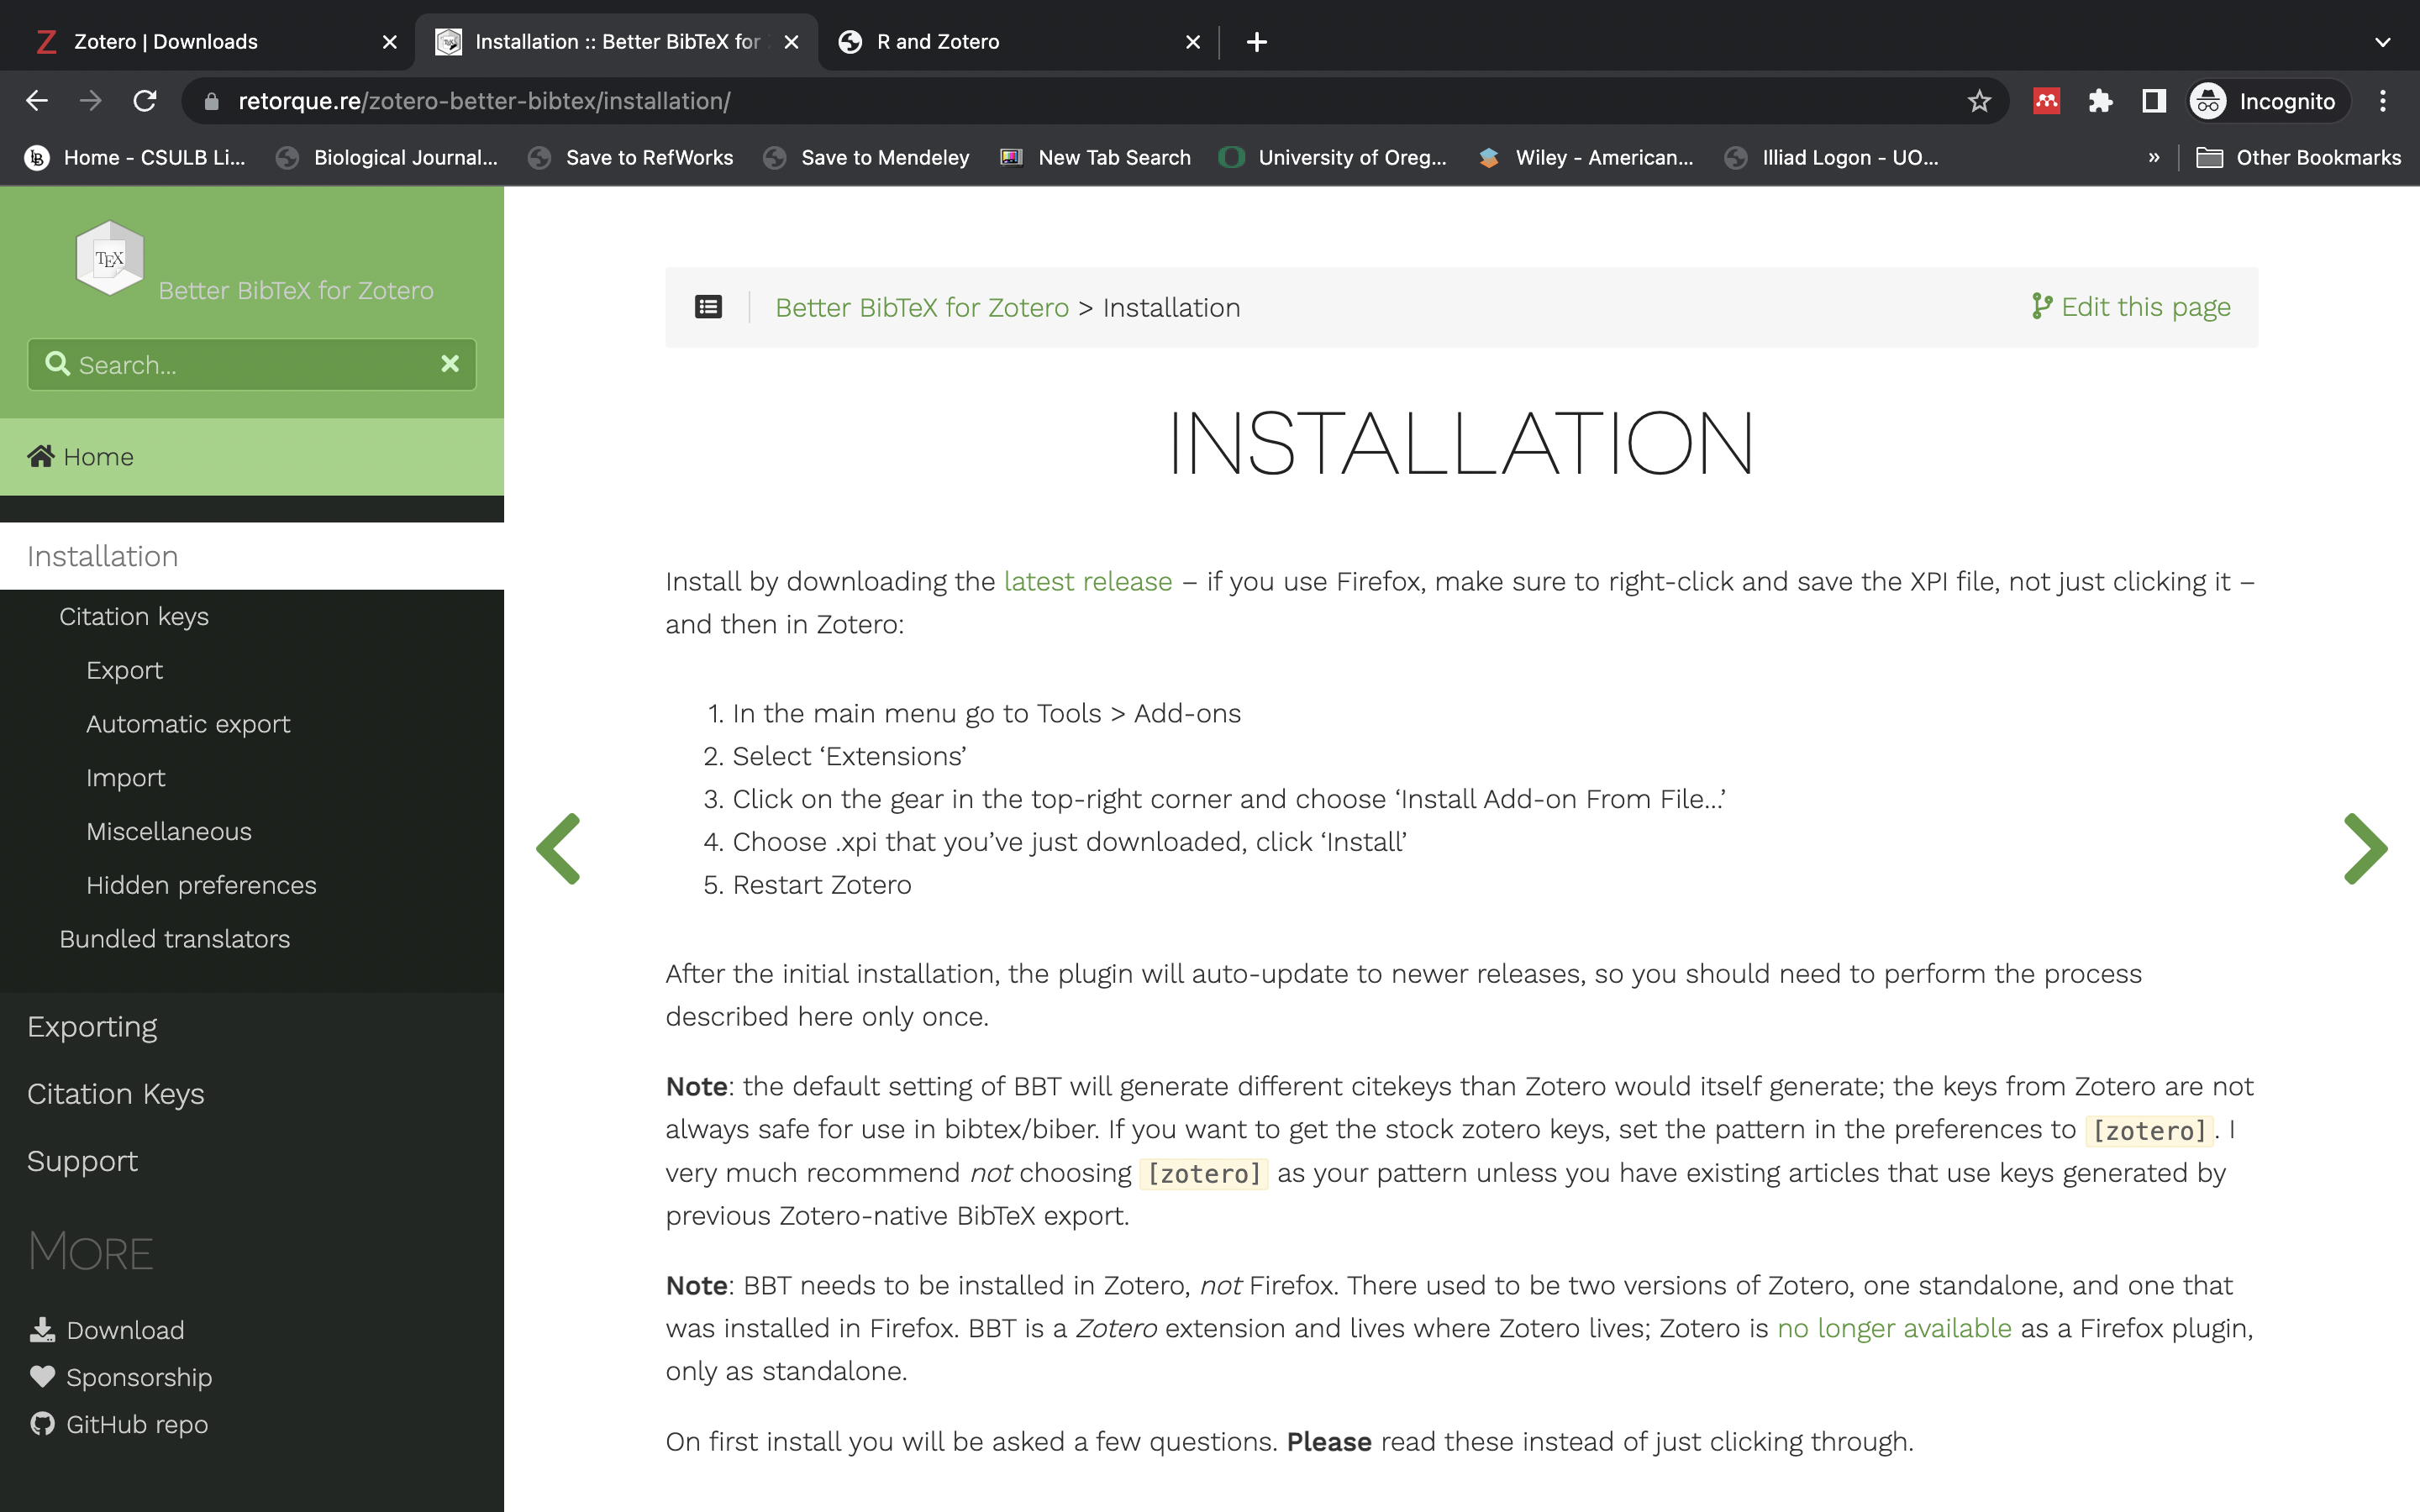 Zotero | Downloads
Installation :: Better BibTeX for
R and Zotero
retorque.re/zotero-better-bibtex/installation/
Incognito
Home - CSULB Li...
Biological Journal...
Save to RefWorks
Save to Mendeley
New Tab Search
University of Oreg...
Wiley - American...
Illiad Logon - UO...
»
Other Bookmarks
TEX
Better BibTeX for Zotero
Search...
Home
Installation
Citation keys
Export
Automatic export
Import
Miscellaneous
Hidden preferences
Bundled translators
Exporting
Citation Keys
Support
MORE
Download
Sponsorship
GitHub repo
Better BibTeX for Zotero > Installation
Edit this page
INSTALLATION
Install by downloading the latest release – if you use Firefox, make sure to right-click and save the XPI file, not just clicking it –
and then in Zotero:
1. In the main menu go to Tools > Add-ons
2. Select ‘Extensions’
3. Click on the gear in the top-right corner and choose ‘Install Add-on From File…’
4. Choose .xpi that you’ve just downloaded, click ‘Install’
5. Restart Zotero
After the initial installation, the plugin will auto-update to newer releases, so you should need to perform the process
described here only once.
Note: the default setting of BBT will generate different citekeys than Zotero would itself generate; the keys from Zotero are not
always safe for use in bibtex/biber. If you want to get the stock zotero keys, set the pattern in the preferences to [zotero]. I
very much recommend not choosing [zotero] as your pattern unless you have existing articles that use keys generated by
previous Zotero-native BibTeX export.
Note: BBT needs to be installed in Zotero, not Firefox. There used to be two versions of Zotero, one standalone, and one that
was installed in Firefox. BBT is a Zotero extension and lives where Zotero lives; Zotero is no longer available as a Firefox plugin,
only as standalone.
On first install you will be asked a few questions. Please read these instead of just clicking through.